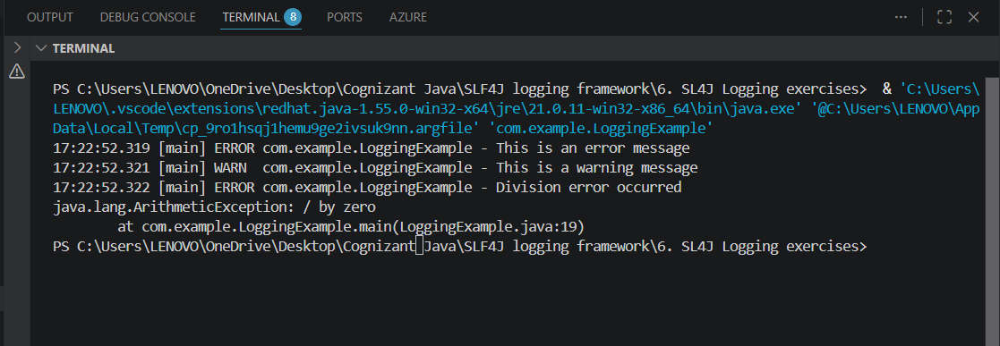 OUTPUT DEBUG CONSOLE TERMINAL 8 PORTS AZURE
TERMINAL
PS C:\Users\LENOVO\OneDrive\Desktop\Cognizant Java\SLF4J logging framework\6. SL4J Logging exercises>  & 'C:\Users\
LENOVO\.vscode\extensions\redhat.java-1.55.0-win32-x64\jre\21.0.11-win32-x86_64\bin\java.exe' '@C:\Users\LENOVO\App
Data\Local\Temp\cp_9ro1hsqj1hemu9ge2ivsuk9nn.argfile' 'com.example.LoggingExample'
17:22:52.319 [main] ERROR com.example.LoggingExample - This is an error message
17:22:52.321 [main] WARN  com.example.LoggingExample - This is a warning message
17:22:52.322 [main] ERROR com.example.LoggingExample - Division error occurred
java.lang.ArithmeticException: / by zero
        at com.example.LoggingExample.main(LoggingExample.java:19)
PS C:\Users\LENOVO\OneDrive\Desktop\Cognizant Java\SLF4J logging framework\6. SL4J Logging exercises>